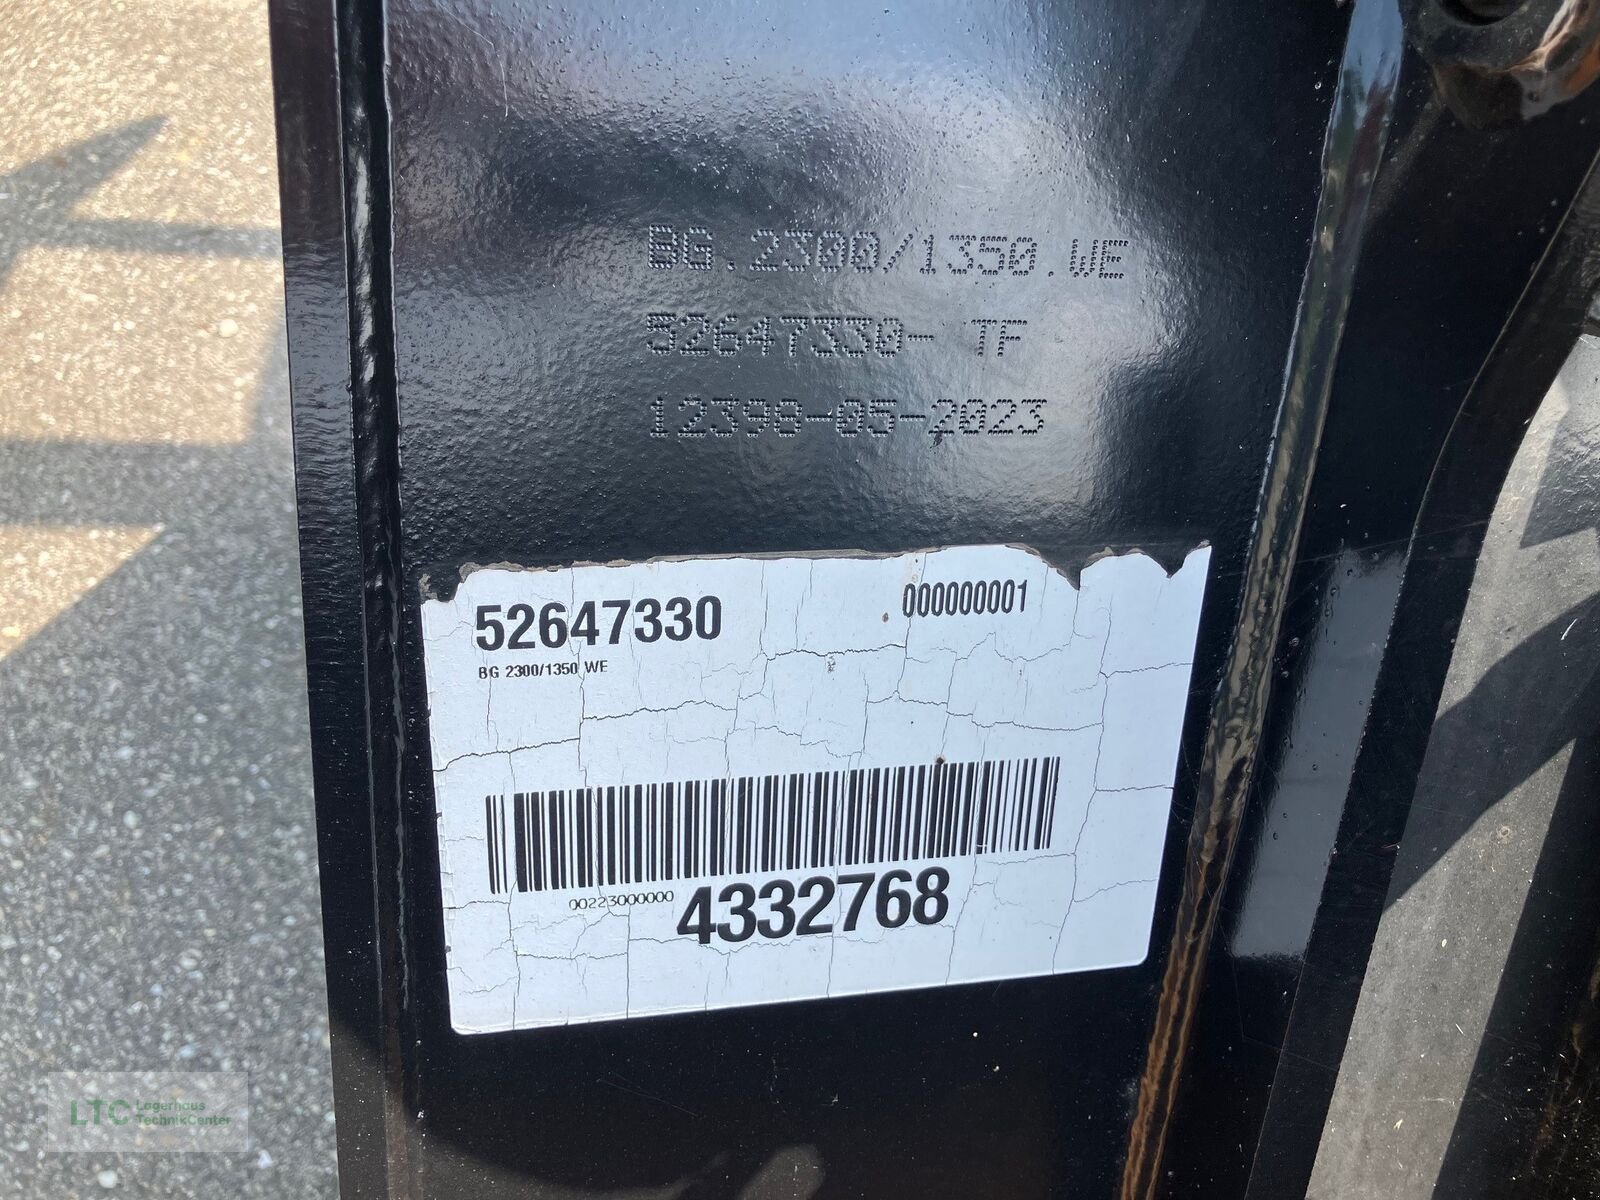 BG.2300/1350.WE
52647330- TF
12398-05-2023
52647330 000000001
BG 2300/1350 WE
00223000000 4332768
LTC Lagerhaus
TechnikCenter